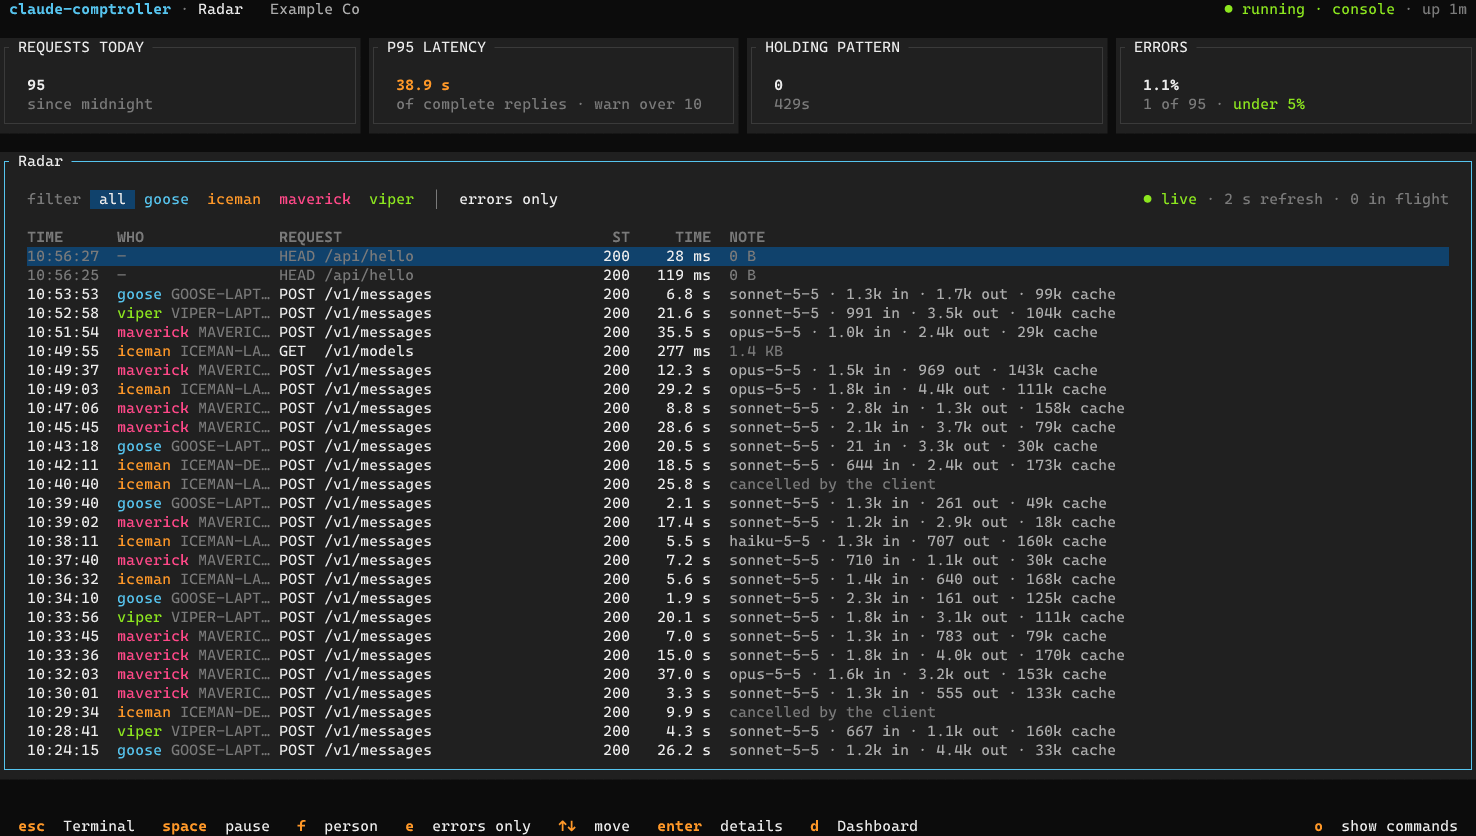 claude-comptroller · Radar Example Co ● running · console · up 1m
REQUESTS TODAY P95 LATENCY HOLDING PATTERN ERRORS
95 38.9 s 0 1.1%
since midnight of complete replies · warn over 10 429s 1 of 95 · under 5%
Radar
filter all goose iceman maverick viper │ errors only ● live · 2 s refresh · 0 in flight
TIME WHO REQUEST ST TIME NOTE
10:56:27 — HEAD /api/hello 200 28 ms 0 B
10:56:25 — HEAD /api/hello 200 119 ms 0 B
10:53:53 goose GOOSE-LAPT… POST /v1/messages 200 6.8 s sonnet-5-5 · 1.3k in · 1.7k out · 99k cache
10:52:58 viper VIPER-LAPT… POST /v1/messages 200 21.6 s sonnet-5-5 · 991 in · 3.5k out · 104k cache
10:51:54 maverick MAVERIC… POST /v1/messages 200 35.5 s opus-5-5 · 1.0k in · 2.4k out · 29k cache
10:49:55 iceman ICEMAN-LA… GET /v1/models 200 277 ms 1.4 KB
10:49:37 maverick MAVERIC… POST /v1/messages 200 12.3 s opus-5-5 · 1.5k in · 969 out · 143k cache
10:49:03 iceman ICEMAN-LA… POST /v1/messages 200 29.2 s opus-5-5 · 1.8k in · 4.4k out · 111k cache
10:47:06 maverick MAVERIC… POST /v1/messages 200 8.8 s sonnet-5-5 · 2.8k in · 1.3k out · 158k cache
10:45:45 maverick MAVERIC… POST /v1/messages 200 28.6 s sonnet-5-5 · 2.1k in · 3.7k out · 79k cache
10:43:18 goose GOOSE-LAPT… POST /v1/messages 200 20.5 s sonnet-5-5 · 21 in · 3.3k out · 30k cache
10:42:11 iceman ICEMAN-DE… POST /v1/messages 200 18.5 s sonnet-5-5 · 644 in · 2.4k out · 173k cache
10:40:40 iceman ICEMAN-LA… POST /v1/messages 200 25.8 s cancelled by the client
10:39:40 goose GOOSE-LAPT… POST /v1/messages 200 2.1 s sonnet-5-5 · 1.3k in · 261 out · 49k cache
10:39:02 maverick MAVERIC… POST /v1/messages 200 17.4 s sonnet-5-5 · 1.2k in · 2.9k out · 18k cache
10:38:11 iceman ICEMAN-LA… POST /v1/messages 200 5.5 s haiku-5-5 · 1.3k in · 707 out · 160k cache
10:37:40 maverick MAVERIC… POST /v1/messages 200 7.2 s sonnet-5-5 · 710 in · 1.1k out · 30k cache
10:36:32 iceman ICEMAN-LA… POST /v1/messages 200 5.6 s sonnet-5-5 · 1.4k in · 640 out · 168k cache
10:34:10 goose GOOSE-LAPT… POST /v1/messages 200 1.9 s sonnet-5-5 · 2.3k in · 161 out · 125k cache
10:33:56 viper VIPER-LAPT… POST /v1/messages 200 20.1 s sonnet-5-5 · 1.8k in · 3.1k out · 111k cache
10:33:45 maverick MAVERIC… POST /v1/messages 200 7.0 s sonnet-5-5 · 1.3k in · 783 out · 79k cache
10:33:36 maverick MAVERIC… POST /v1/messages 200 15.0 s sonnet-5-5 · 1.8k in · 4.0k out · 170k cache
10:32:03 maverick MAVERIC… POST /v1/messages 200 37.0 s opus-5-5 · 1.6k in · 3.2k out · 153k cache
10:30:01 maverick MAVERIC… POST /v1/messages 200 3.3 s sonnet-5-5 · 1.3k in · 555 out · 133k cache
10:29:34 iceman ICEMAN-DE… POST /v1/messages 200 9.9 s cancelled by the client
10:28:41 viper VIPER-LAPT… POST /v1/messages 200 4.3 s sonnet-5-5 · 667 in · 1.1k out · 160k cache
10:24:15 goose GOOSE-LAPT… POST /v1/messages 200 26.2 s sonnet-5-5 · 1.2k in · 4.4k out · 33k cache
esc Terminal space pause f person e errors only ↑↓ move enter details d Dashboard o show commands